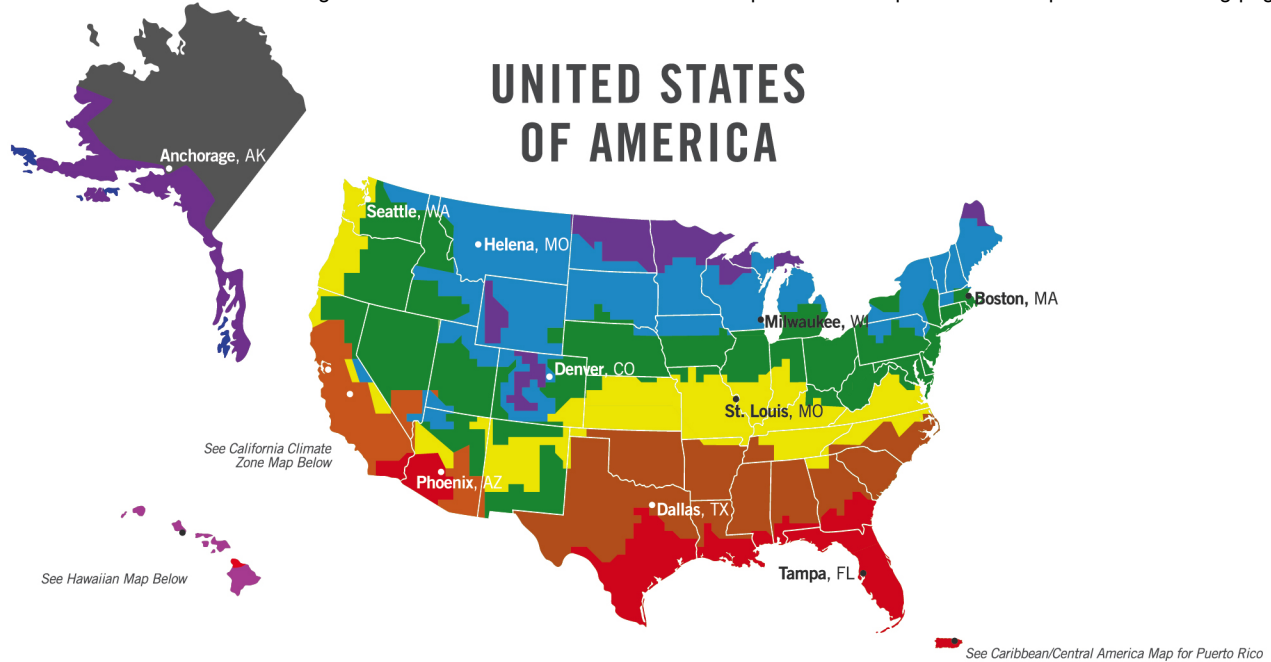 UNITED STATES
OF AMERICA
Anchorage, AK
Seattle, WA
Helena, MO
Boston, MA
Milwaukee, WI
Denver, CO
St. Louis, MO
See California Climate
Zone Map Below
Phoenix, AZ
Dallas, TX
See Hawaiian Map Below
Tampa, FL
See Caribbean/Central America Map for Puerto Rico